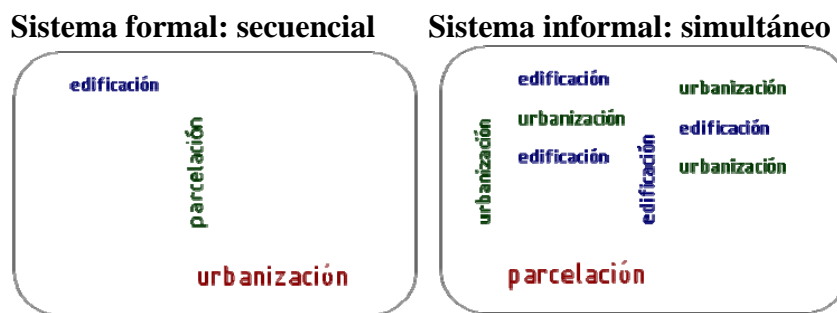 Sistema formal: secuencial
edificación
parcelación
urbanización
Sistema informal: simultáneo
edificación
urbanización
edificación
urbanización
edificación
urbanización
edificación
urbanización
parcelación